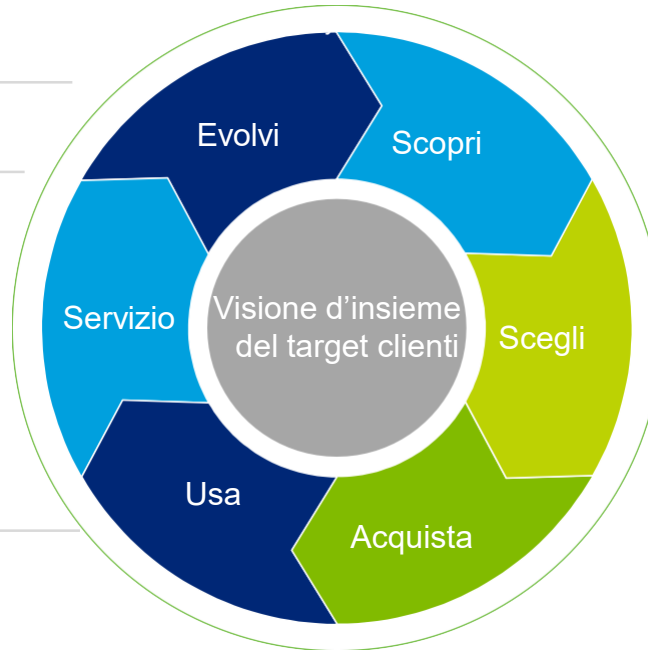 Evolvi
Scopri
Servizio
Visione d’insieme
del target clienti
Scegli
Usa
Acquista